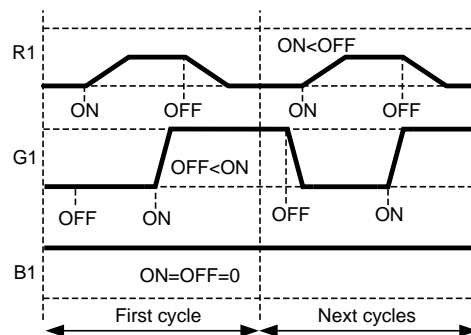 R1
ON<OFF
ON
OFF
ON
OFF
G1
OFF<ON
OFF
ON
OFF
ON
B1
ON=OFF=0
First cycle
Next cycles